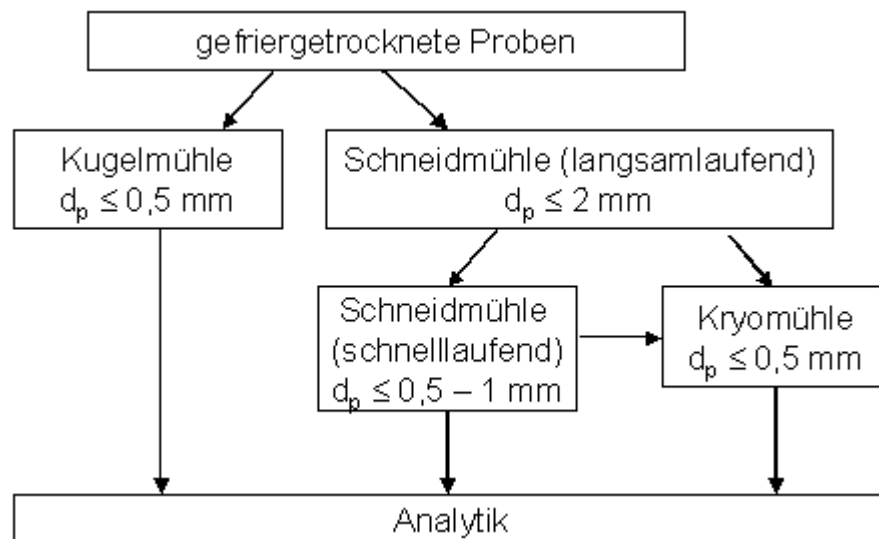 gefriergetrocknete Proben
Kugelmühle
dₚ ≤ 0,5 mm
Schneidmühle (langsamlaufend)
dₚ ≤ 2 mm
Schneidmühle
(schnelllaufend)
dₚ ≤ 0,5 – 1 mm
Kryomühle
dₚ ≤ 0,5 mm
Analytik